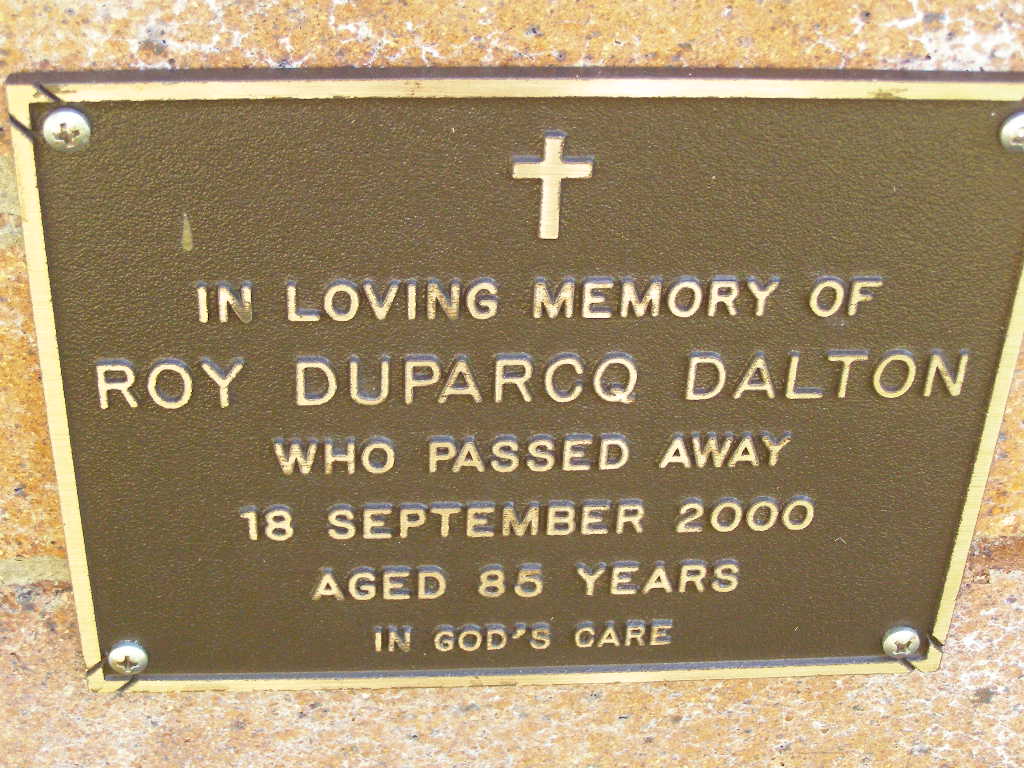 IN LOVING MEMORY OF
ROY DUPARCQ DALTON
WHO PASSED AWAY
18 SEPTEMBER 2000
AGED 85 YEARS
IN GOD'S CARE